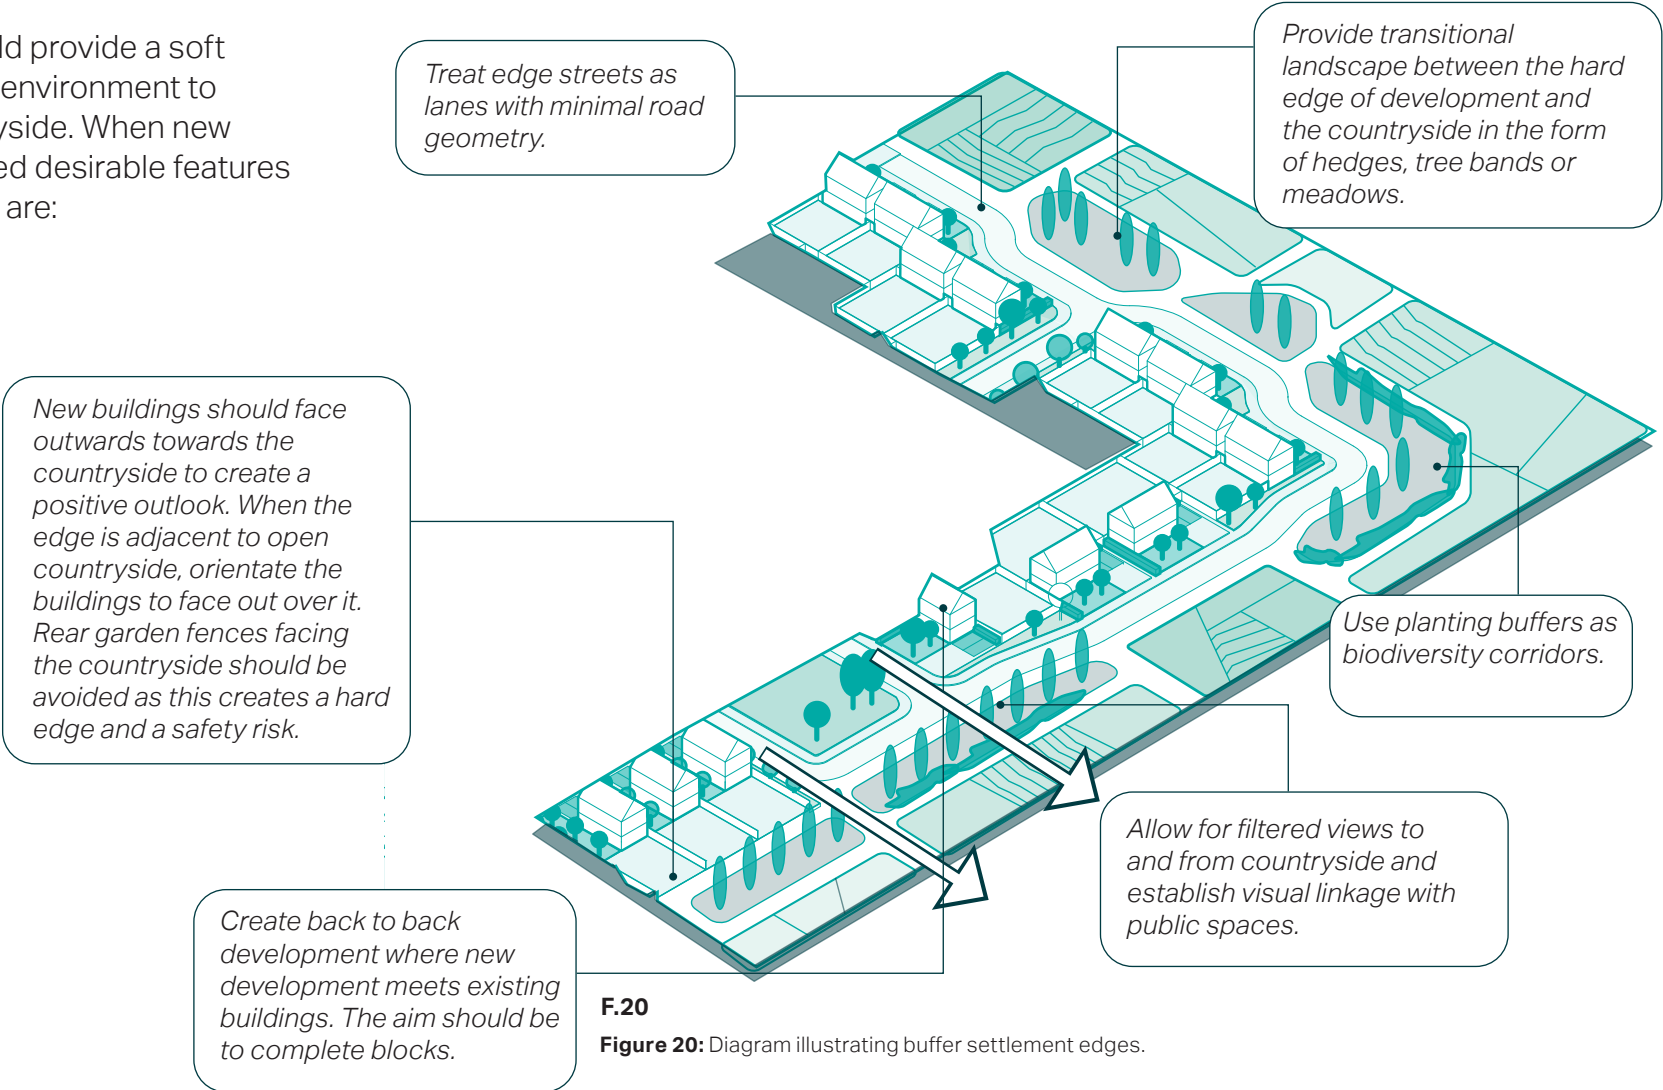 ld provide a soft
environment to
yside. When new
ed desirable features
are:
Treat edge streets as
lanes with minimal road
geometry.
Provide transitional
landscape between the hard
edge of development and
the countryside in the form
of hedges, tree bands or
meadows.
New buildings should face
outwards towards the
countryside to create a
positive outlook. When the
edge is adjacent to open
countryside, orientate the
buildings to face out over it.
Rear garden fences facing
the countryside should be
avoided as this creates a hard
edge and a safety risk.
Use planting buffers as
biodiversity corridors.
Allow for filtered views to
and from countryside and
establish visual linkage with
public spaces.
Create back to back
development where new
development meets existing
buildings. The aim should be
to complete blocks.
F.20
Figure 20: Diagram illustrating buffer settlement edges.